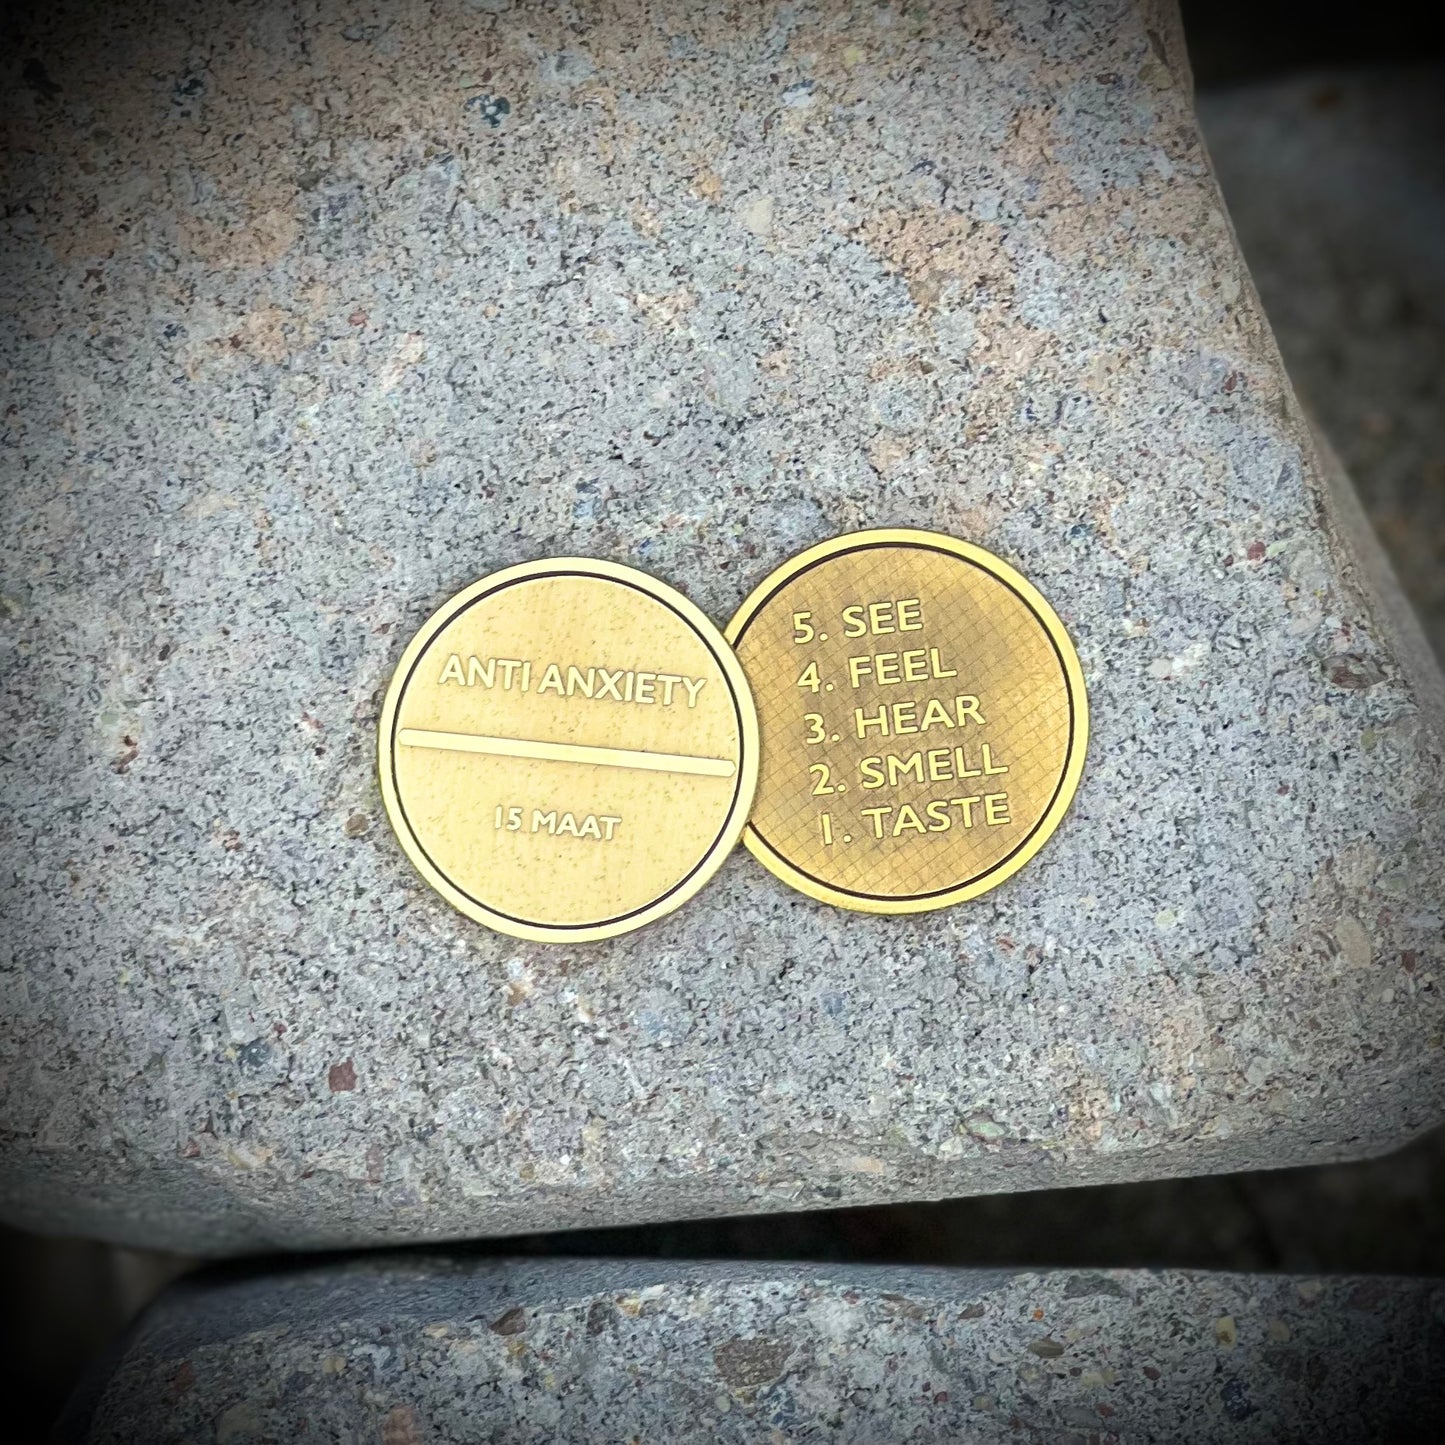 ANTI ANXIETY
15 MAAT
5. SEE
4. FEEL
3. HEAR
2. SMELL
1. TASTE